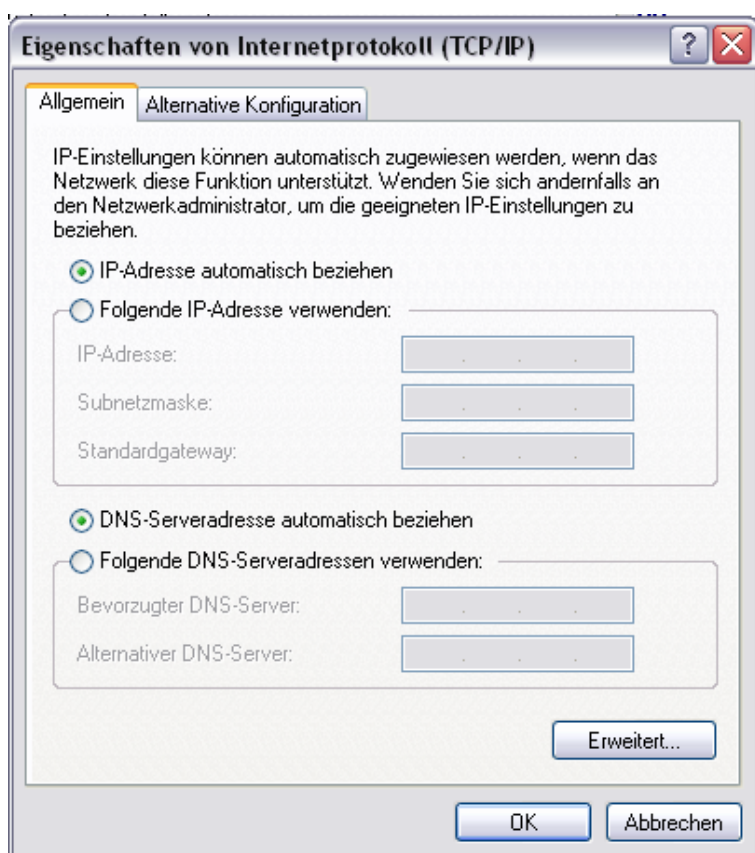 Eigenschaften von Internetprotokoll (TCP/IP)
Allgemein
Alternative Konfiguration
IP-Einstellungen können automatisch zugewiesen werden, wenn das
Netzwerk diese Funktion unterstützt. Wenden Sie sich andernfalls an
den Netzwerkadministrator, um die geeigneten IP-Einstellungen zu
beziehen.
IP-Adresse automatisch beziehen
Folgende IP-Adresse verwenden:
IP-Adresse:
Subnetzmaske:
Standardgateway:
DNS-Serveradresse automatisch beziehen
Folgende DNS-Serveradressen verwenden:
Bevorzugter DNS-Server:
Alternativer DNS-Server:
Erweitert...
OK
Abbrechen